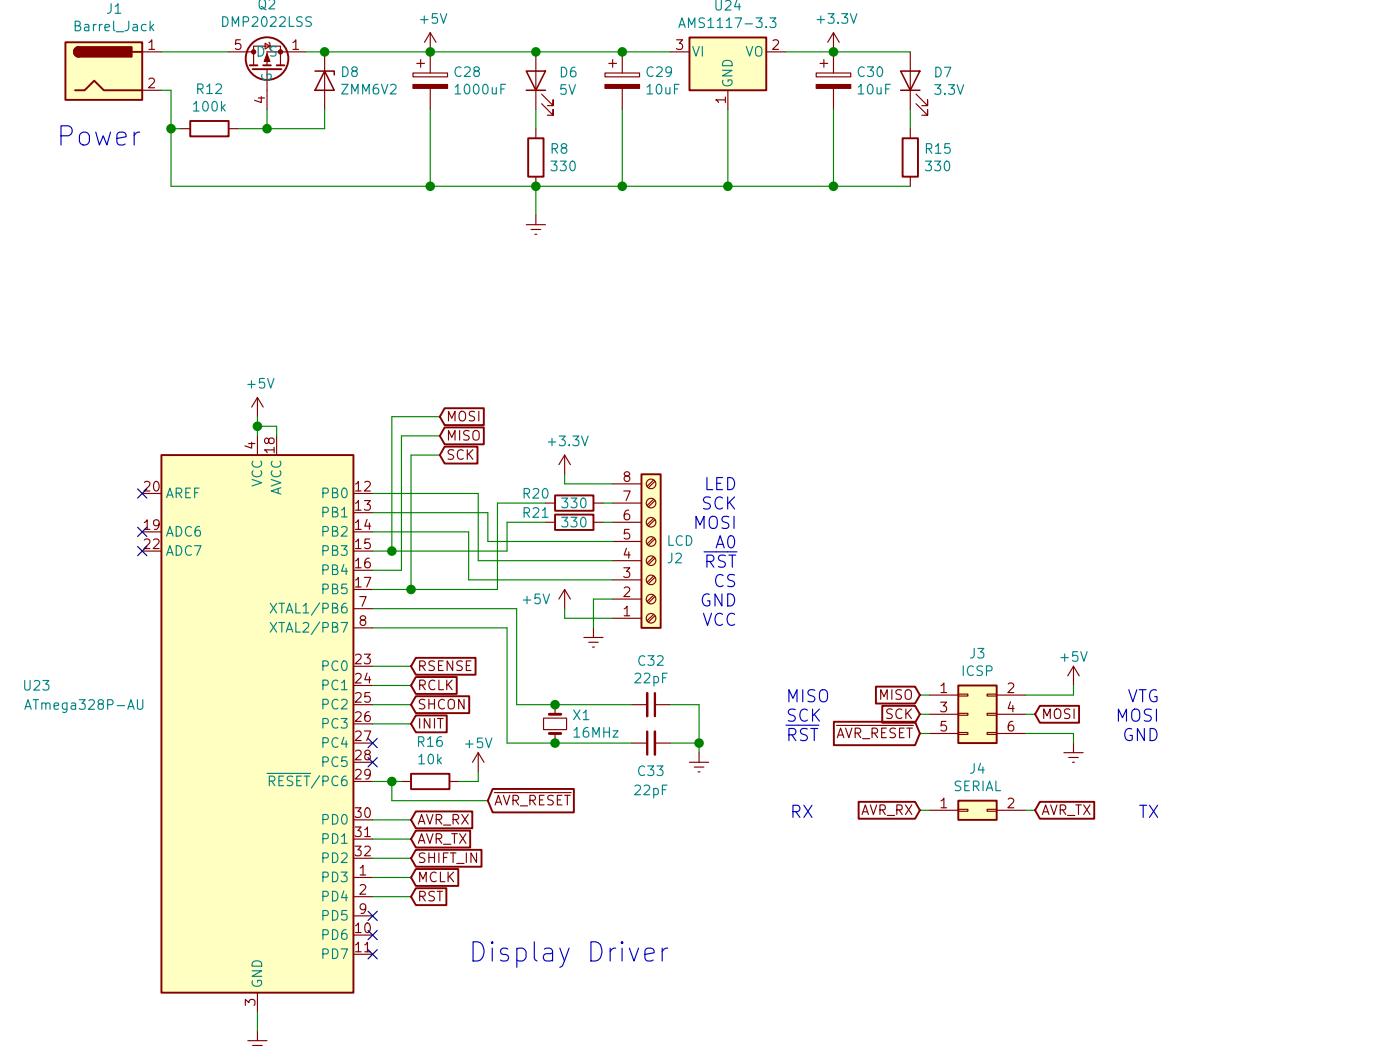 J1
Barrel_Jack
1
2
Q2
DMP2022LSS
5
1
D
S
G
4
R12
100k
D8
ZMM6V2
+5V
C28
1000uF
D6
5V
R8
330
C29
10uF
U24
AMS1117-3.3
3
VI
VO
2
GND
1
+3.3V
C30
10uF
D7
3.3V
R15
330
Power
+5V
4
18
VCC
AVCC
20
AREF
19
ADC6
22
ADC7
U23
ATmega328P-AU
PB0
12
PB1
13
PB2
14
PB3
15
PB4
16
PB5
17
XTAL1/PB6
7
XTAL2/PB7
8
PC0
23
RSENSE
PC1
24
RCLK
PC2
25
SHCON
PC3
26
INIT
PC4
27
PC5
28
RESET/PC6
29
PD0
30
AVR_RX
PD1
31
AVR_TX
PD2
32
SHIFT_IN
PD3
1
MCLK
PD4
2
RST
PD5
9
PD6
10
PD7
11
GND
3
MOSI
MISO
SCK
+3.3V
R20
330
R21
330
8
7
6
5
4
3
2
1
LCD
J2
LED
SCK
MOSI
A0
RST
CS
GND
VCC
+5V
C32
22pF
X1
16MHz
C33
22pF
R16
10k
+5V
AVR_RESET
Display Driver
J3
ICSP
+5V
MISO
MISO
1
2
VTG
SCK
SCK
3
4
MOSI
MOSI
RST
AVR_RESET
5
6
GND
J4
SERIAL
RX
AVR_RX
1
2
AVR_TX
TX